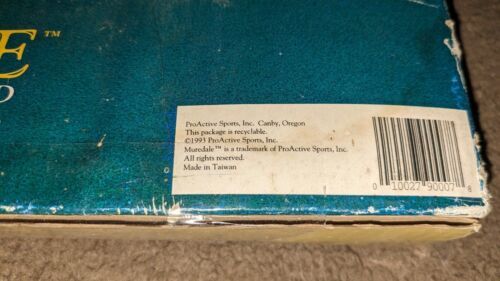 E™
ProActive Sports, Inc. Canby, Oregon
This package is recyclable.
©1993 ProActive Sports, Inc.
Muredale™ is a trademark of ProActive Sports, Inc.
All rights reserved.
Made in Taiwan
0 10027 90007 8